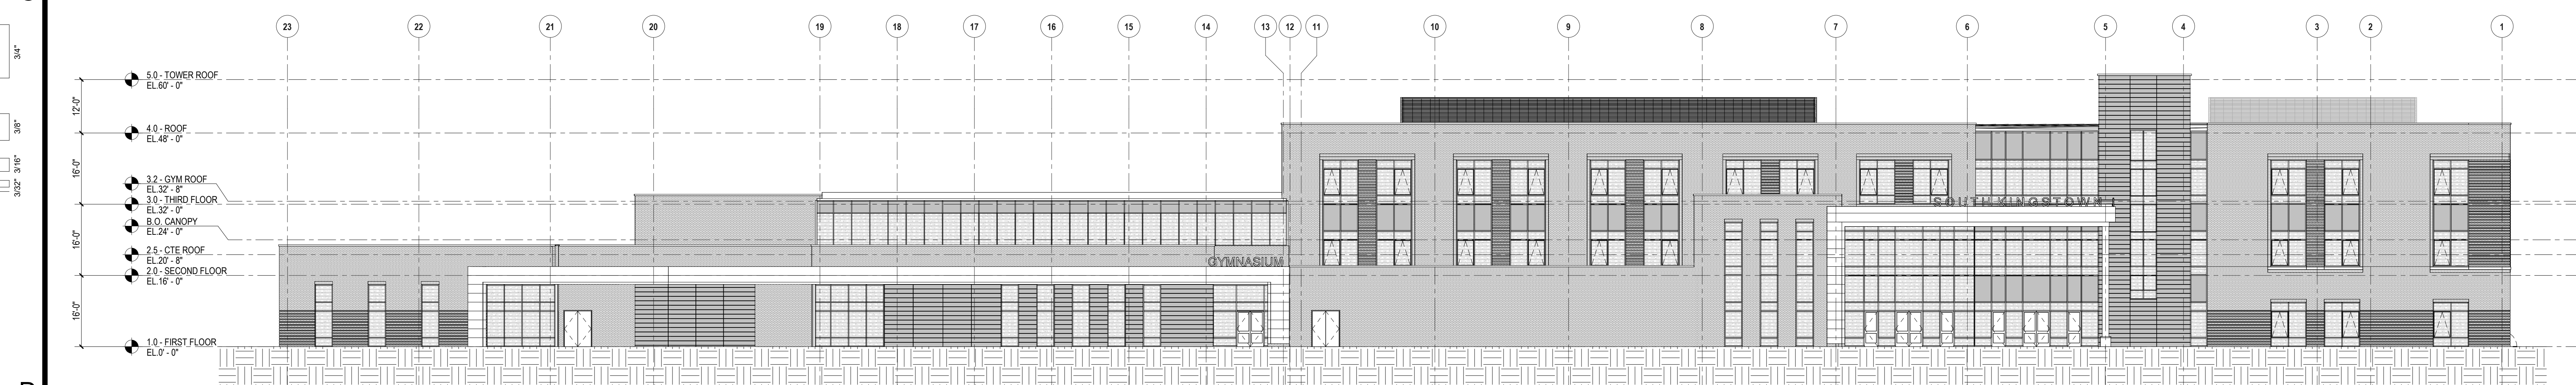 3/4"
3/8"
3/16"
3/32"
23 22 21 20 19 18 17 16 15 14 13 12 11 10 9 8 7 6 5 4 3 2 1
5.0 - TOWER ROOF
EL.60' - 0"
12'-0"
4.0 - ROOF
EL.48' - 0"
16'-0"
3.2 - GYM ROOF
EL.32' - 8"
3.0 - THIRD FLOOR
EL.32' - 0"
B.O. CANOPY
EL.24' - 0"
16'-0"
2.5 - CTE ROOF
EL.20' - 8"
2.0 - SECOND FLOOR
EL.16' - 0"
16'-0"
1.0 - FIRST FLOOR
EL.0' - 0"
GYMNASIUM
SOUTH KINGSTOWN